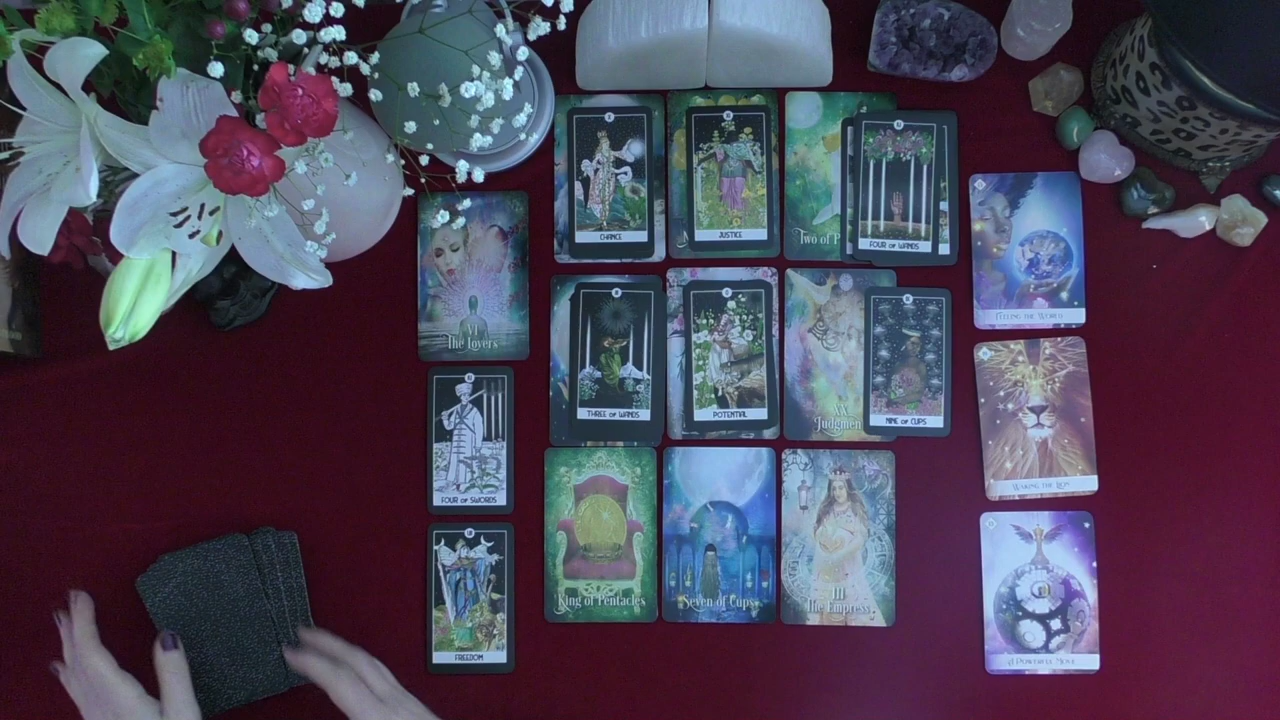 CHANCE
JUSTICE
Two of P
FOUR OF WANDS
FEELING THE WORLD
VI
The Lovers
THREE OF WANDS
POTENTIAL
XX
Judgmen
NINE OF CUPS
WAKING THE LION
FOUR OF SWORDS
King of Pentacles
Seven of Cups
III
The Empress
FREEDOM
A POWERFUL MOVE